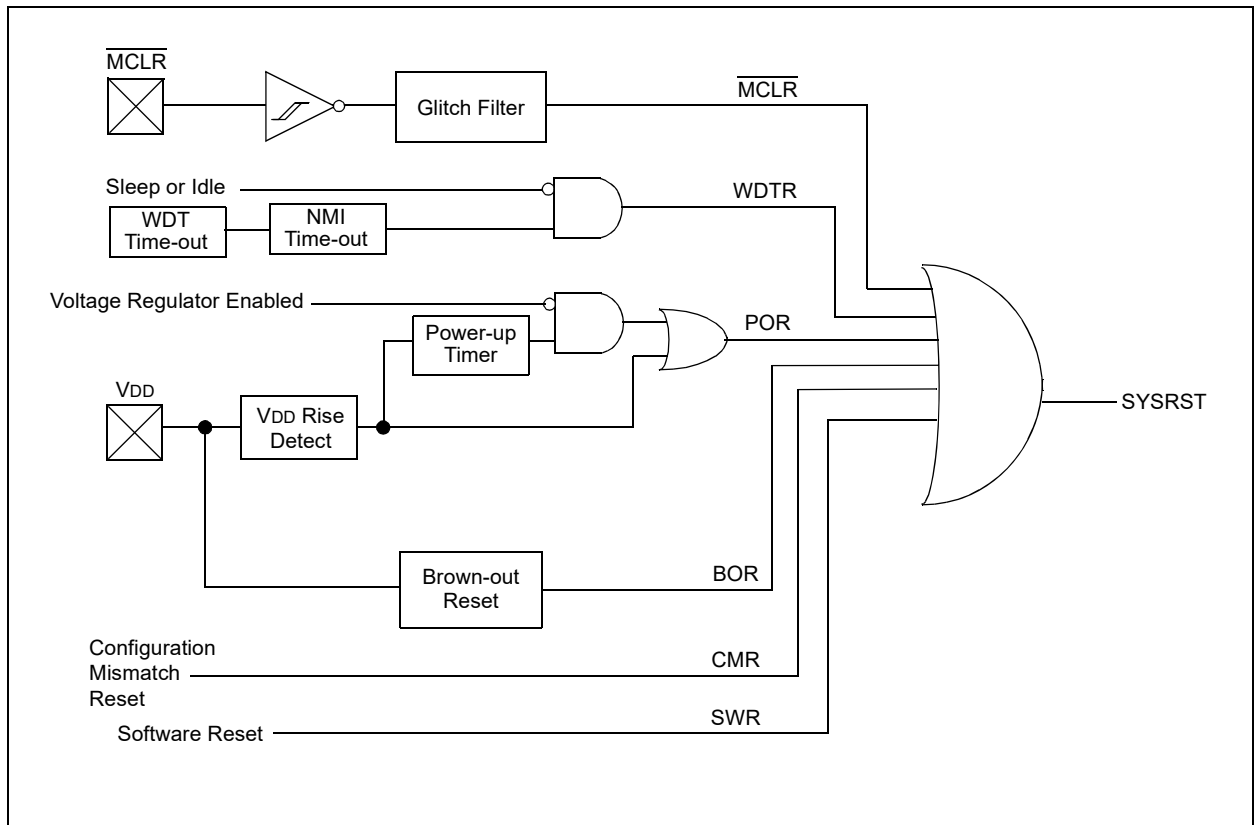 MCLR
Glitch Filter
MCLR
Sleep or Idle
WDT
Time-out
NMI
Time-out
WDTR
Voltage Regulator Enabled
Power-up
Timer
POR
VDD
VDD Rise
Detect
SYSRST
Brown-out
Reset
BOR
Configuration
Mismatch
Reset
CMR
Software Reset
SWR